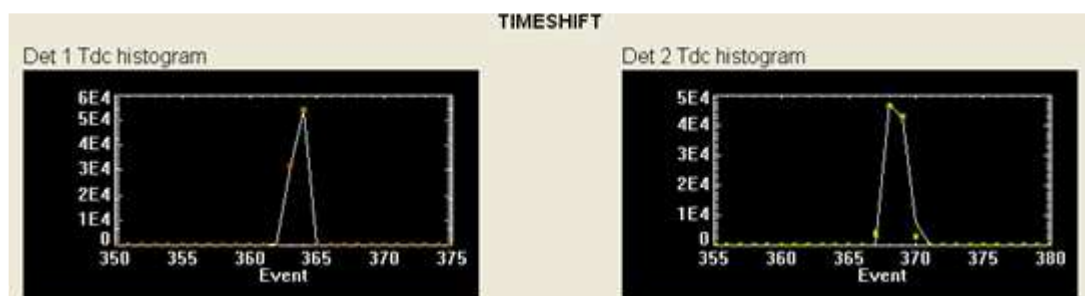 TIMESHIFT
Det 1 Tdc histogram
6E4
5E4
4E4
3E4
2E4
1E4
0
350 355 360 365 370 375
Event
Det 2 Tdc histogram
5E4
4E4
3E4
2E4
1E4
0
355 360 365 370 375 380
Event